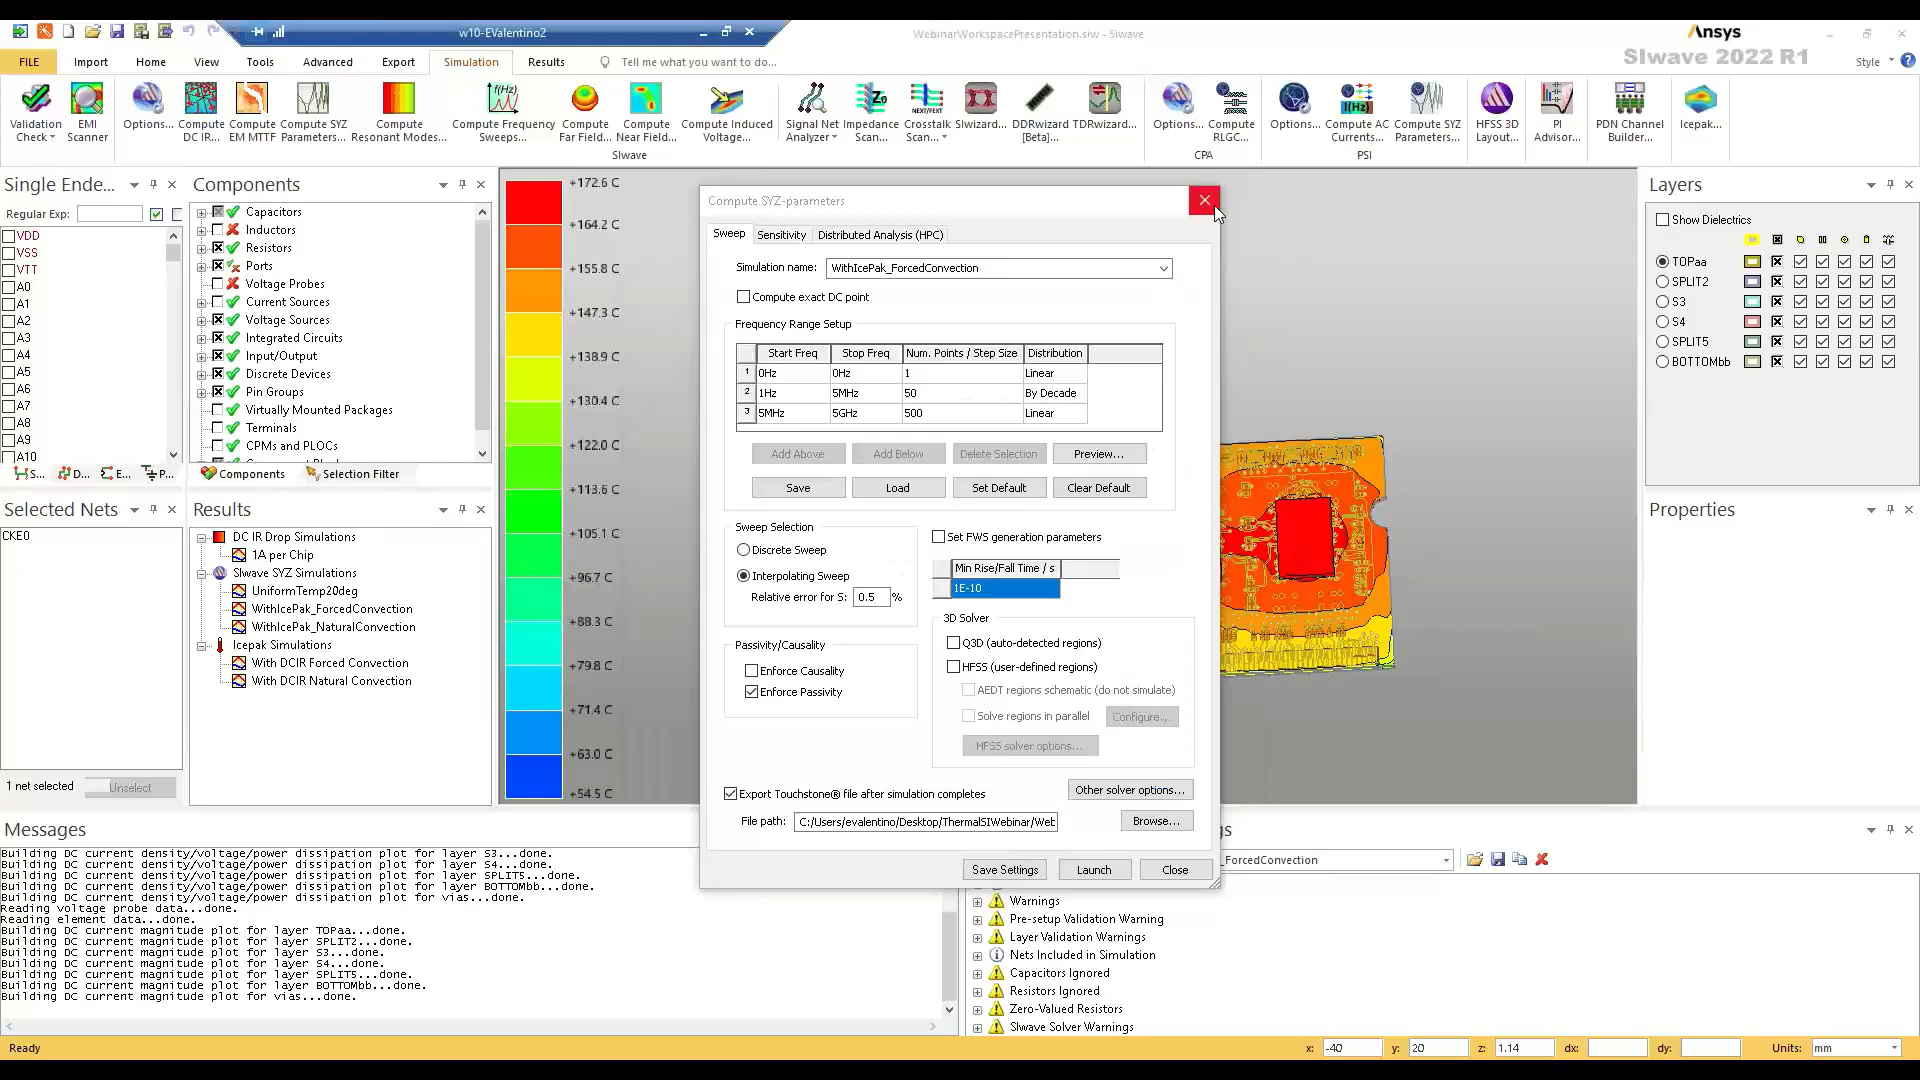 w10-EValentino2
WebinarWorkspacePresentation.siw - SIwave
Ansys
SIwave 2022 R1
FILE Import Home View Tools Advanced Export Simulation Results Tell me what you want to do...
Style
Validation Check
EMI Scanner
Options...
Compute DC IR...
Compute EM MTTF
Compute SYZ Parameters...
Compute Resonant Modes...
Compute Frequency Sweeps...
Compute Far Field...
Compute Near Field...
Compute Induced Voltage...
Signal Net Analyzer
Impedance Scan...
Crosstalk Scan...
SIwizard...
DDRwizard [Beta]...
TDRwizard...
Options...
Compute RLGC...
Options...
Compute AC Currents...
Compute SYZ Parameters...
HFSS 3D Layout...
PI Advisor...
PDN Channel Builder...
Icepak...
SIwave
CPA
PSI
Single Ende...
Regular Exp:
VDD
VSS
VTT
A0
A1
A2
A3
A4
A5
A6
A7
A8
A9
A10
S... D... E... P...
Components
Capacitors
Inductors
Resistors
Ports
Voltage Probes
Current Sources
Voltage Sources
Integrated Circuits
Input/Output
Discrete Devices
Pin Groups
Virtually Mounted Packages
Terminals
CPMs and PLOCs
Components Selection Filter
Selected Nets
CKE0
1 net selected Unselect
Results
DC IR Drop Simulations
1A per Chip
SIwave SYZ Simulations
UniformTemp20deg
WithIcePak_ForcedConvection
WithIcePak_NaturalConvection
Icepak Simulations
With DCIR Forced Convection
With DCIR Natural Convection
+172.6 C
+164.2 C
+155.8 C
+147.3 C
+138.9 C
+130.4 C
+122.0 C
+113.6 C
+105.1 C
+96.7 C
+88.3 C
+79.8 C
+71.4 C
+63.0 C
+54.5 C
Compute SYZ-parameters
Sweep Sensitivity Distributed Analysis (HPC)
Simulation name: WithIcePak_ForcedConvection
Compute exact DC point
Frequency Range Setup
Start Freq Stop Freq Num. Points / Step Size Distribution
1 0Hz 0Hz 1 Linear
2 1Hz 5MHz 50 By Decade
3 5MHz 5GHz 500 Linear
Add Above Add Below Delete Selection Preview...
Save Load Set Default Clear Default
Sweep Selection
Discrete Sweep
Interpolating Sweep
Relative error for S: 0.5 %
Passivity/Causality
Enforce Causality
Enforce Passivity
Set FWS generation parameters
Min Rise/Fall Time / s
1E-10
3D Solver
Q3D (auto-detected regions)
HFSS (user-defined regions)
AEDT regions schematic (do not simulate)
Solve regions in parallel Configure...
HFSS solver options...
Export Touchstone® file after simulation completes
Other solver options...
File path: C:/Users/evalentino/Desktop/ThermalSIWebinar/Web Browse...
Save Settings Launch Close
Layers
Show Dielectrics
TOPaa
SPLIT2
S3
S4
SPLIT5
BOTTOMbb
Properties
Messages
Building DC current density/voltage/power dissipation plot for layer S3...done.
Building DC current density/voltage/power dissipation plot for layer S4...done.
Building DC current density/voltage/power dissipation plot for layer SPLIT5...done.
Building DC current density/voltage/power dissipation plot for layer BOTTOMbb...done.
Building DC current density/voltage/power dissipation plot for vias...done.
Reading voltage probe data...done.
Reading element data...done.
Building DC current magnitude plot for layer TOPaa...done.
Building DC current magnitude plot for layer SPLIT2...done.
Building DC current magnitude plot for layer S3...done.
Building DC current magnitude plot for layer S4...done.
Building DC current magnitude plot for layer SPLIT5...done.
Building DC current magnitude plot for layer BOTTOMbb...done.
Building DC current magnitude plot for vias...done.
gs
_ForcedConvection
Warnings
Pre-setup Validation Warning
Layer Validation Warnings
Nets Included in Simulation
Capacitors Ignored
Resistors Ignored
Zero-Valued Resistors
SIwave Solver Warnings
Ready
x: -40 y: 20 z: 1.14 dx: dy: Units: mm